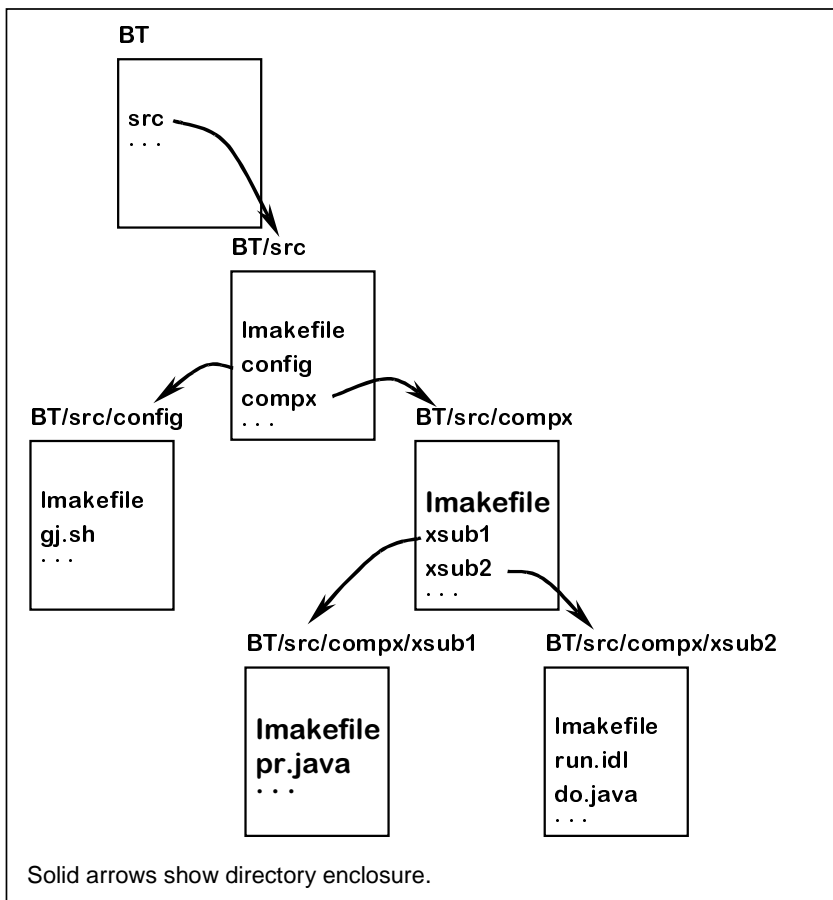 BT
src
. . .
BT/src
Imakefile
config
compx
. . .
BT/src/config
Imakefile
gj.sh
. . .
BT/src/compx
Imakefile
xsub1
xsub2
. . .
BT/src/compx/xsub1
Imakefile
pr.java
. . .
BT/src/compx/xsub2
Imakefile
run.idl
do.java
. . .
Solid arrows show directory enclosure.